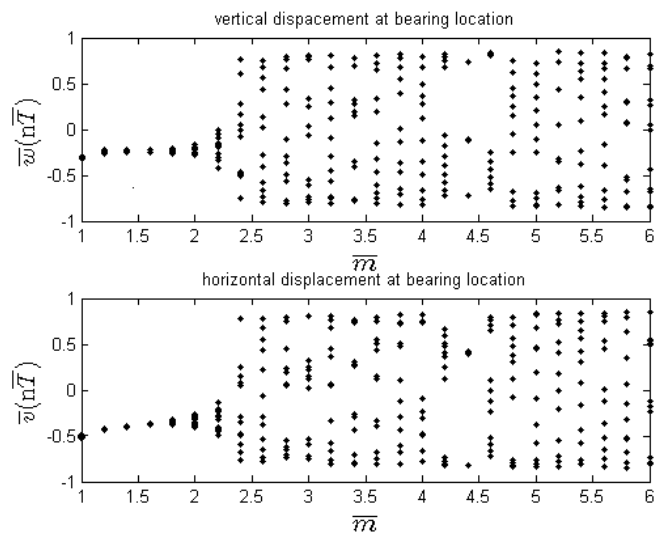 vertical dispacement at bearing location
1
0.5
0
-0.5
-1
w̅(nT̅)
1 1.5 2 2.5 3 3.5 4 4.5 5 5.5 6
m̅
horizontal displacement at bearing location
1
0.5
0
-0.5
-1
v̅(nT̅)
1 1.5 2 2.5 3 3.5 4 4.5 5 5.5 6
m̅